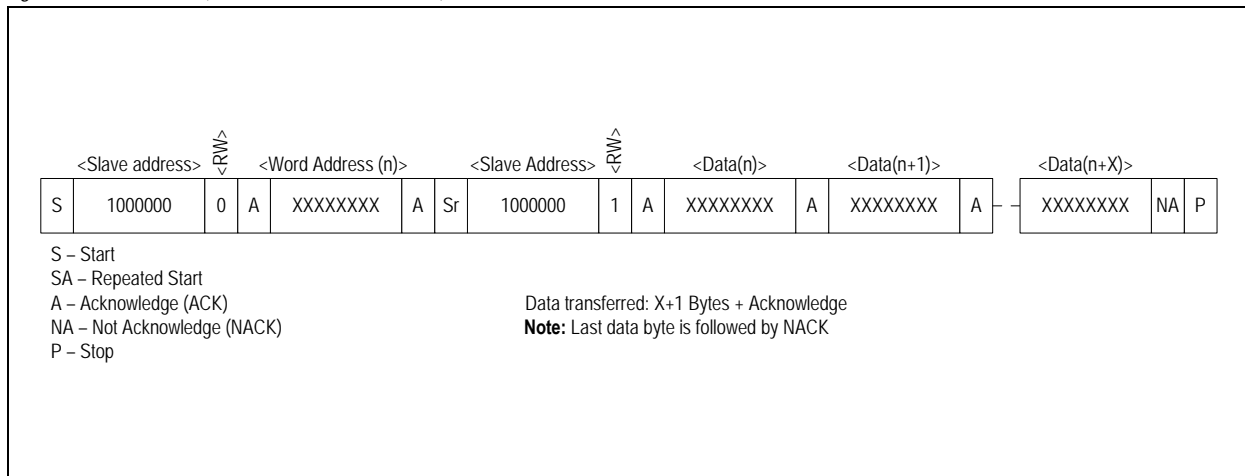 <Slave address> <RW> <Word Address (n)> <Slave Address> <RW> <Data(n)> <Data(n+1)> <Data(n+X)>
S 1000000 0 A XXXXXXXX A Sr 1000000 1 A XXXXXXXX A XXXXXXXX A XXXXXXXX NA P
S – Start
SA – Repeated Start
A – Acknowledge (ACK) Data transferred: X+1 Bytes + Acknowledge
NA – Not Acknowledge (NACK) Note: Last data byte is followed by NACK
P – Stop